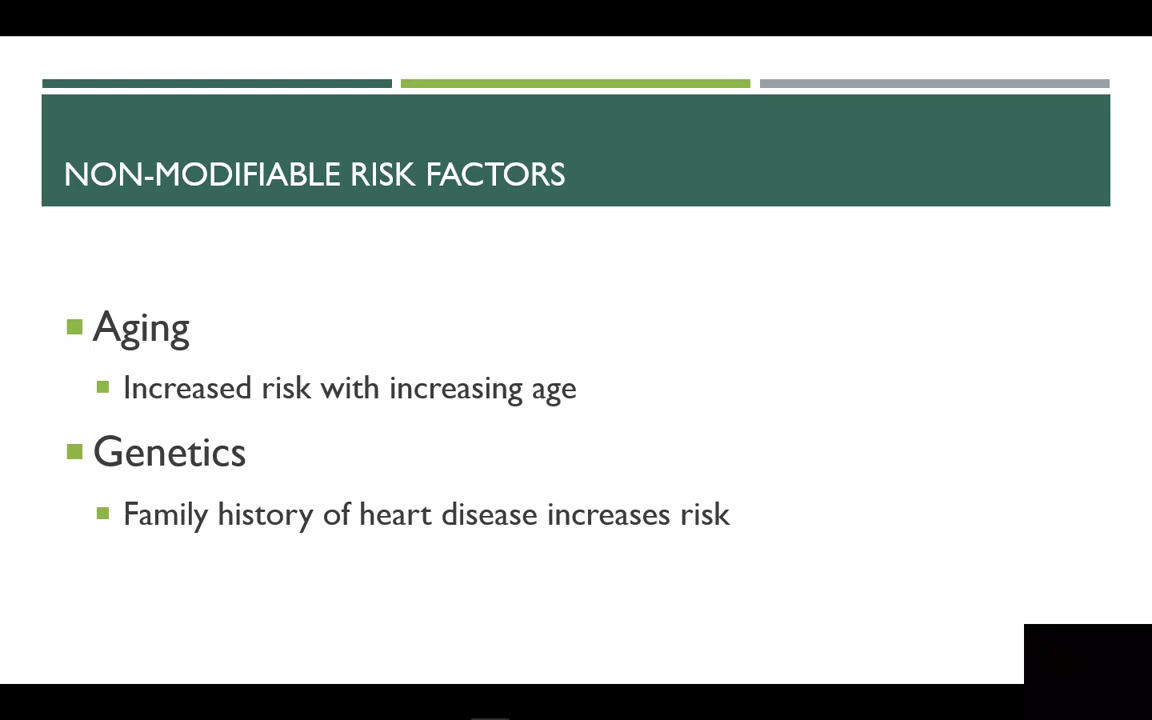 NON-MODIFIABLE RISK FACTORS
Aging
Increased risk with increasing age
Genetics
Family history of heart disease increases risk